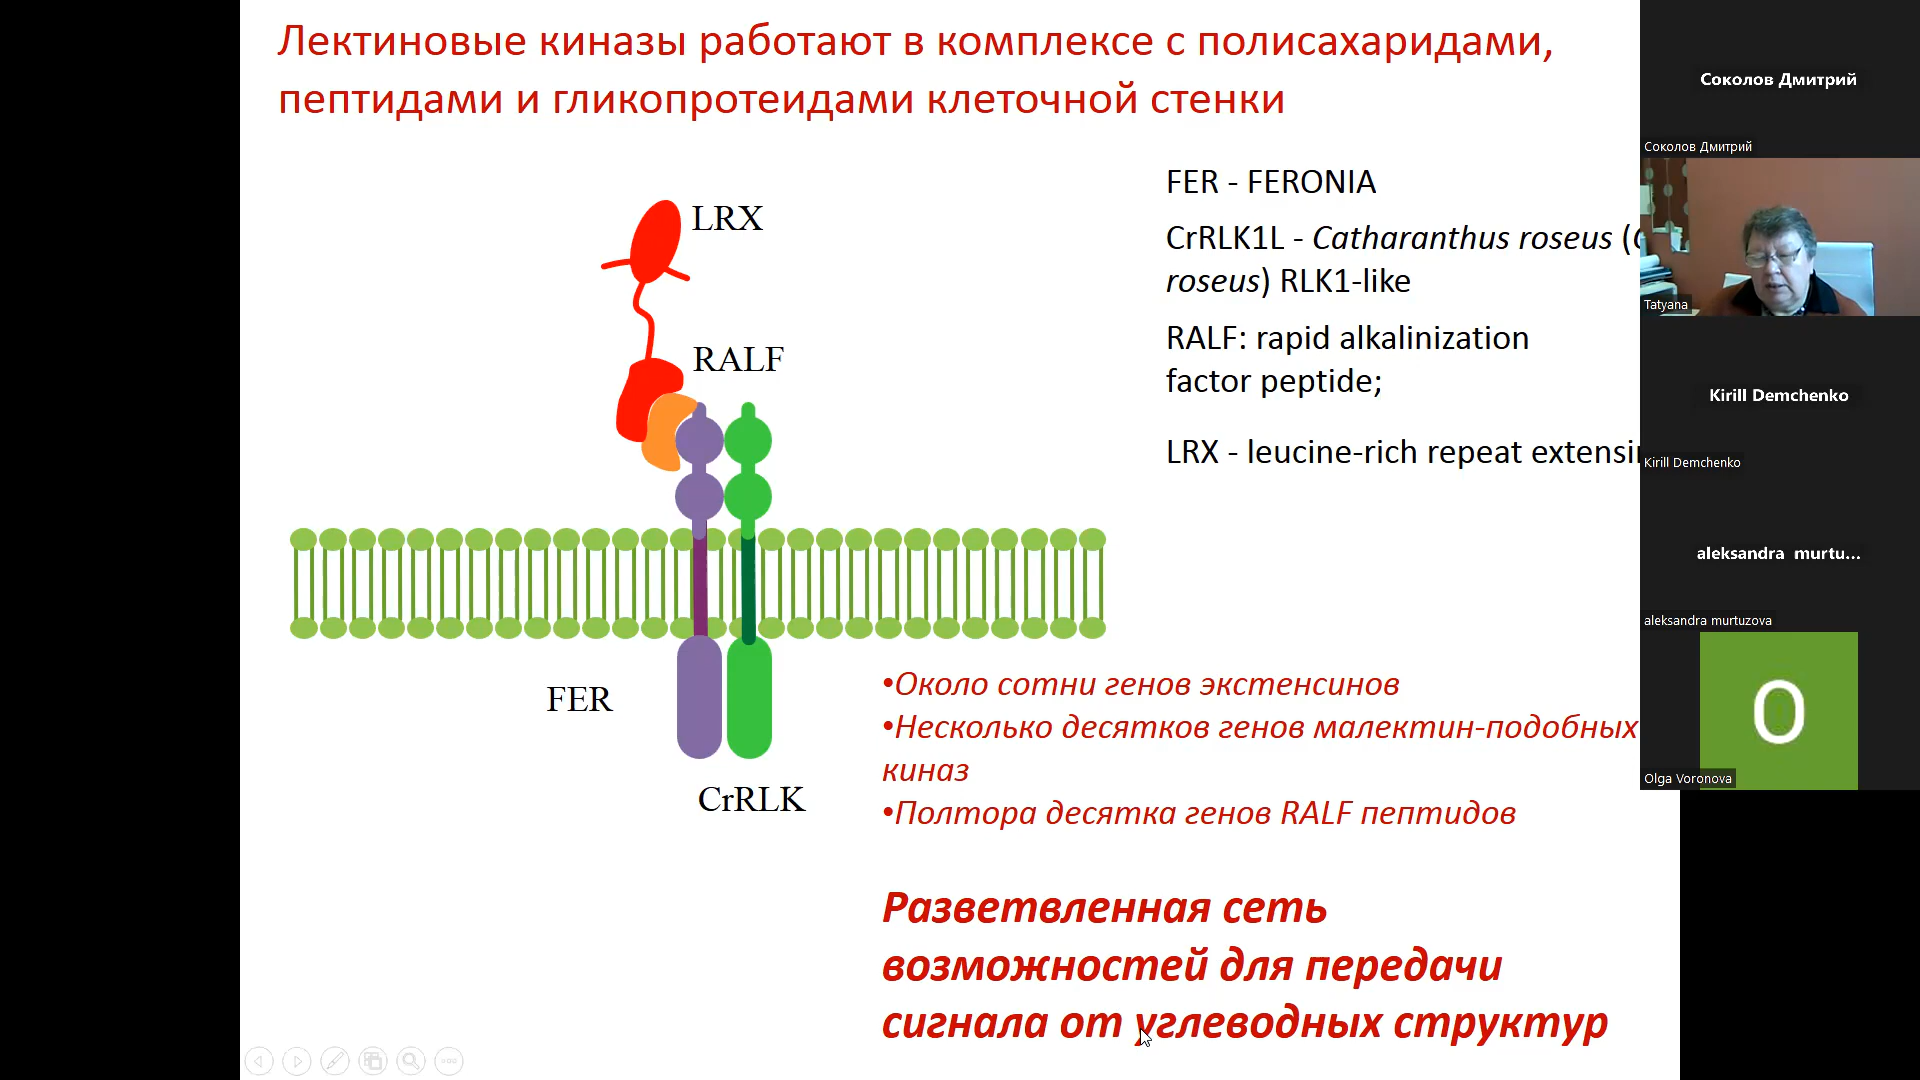 Лектиновые киназы работают в комплексе с полисахаридами,
пептидами и гликопротеидами клеточной стенки
LRX
RALF
FER
CrRLK
FER - FERONIA
CrRLK1L - Catharanthus roseus (
roseus) RLK1-like
RALF: rapid alkalinization
factor peptide;
LRX - leucine-rich repeat
•Около сотни генов экстенсинов
•Несколько десятков генов малектин-подобных
киназ
•Полтора десятка генов RALF пептидов
Разветвленная сеть
возможностей для передачи
сигнала от углеводных структур
Соколов Дмитрий
Соколов Дмитрий
Tatyana
Kirill Demchenko
Kirill Demchenko
aleksandra murtu...
aleksandra murtuzova
O
Olga Voronova